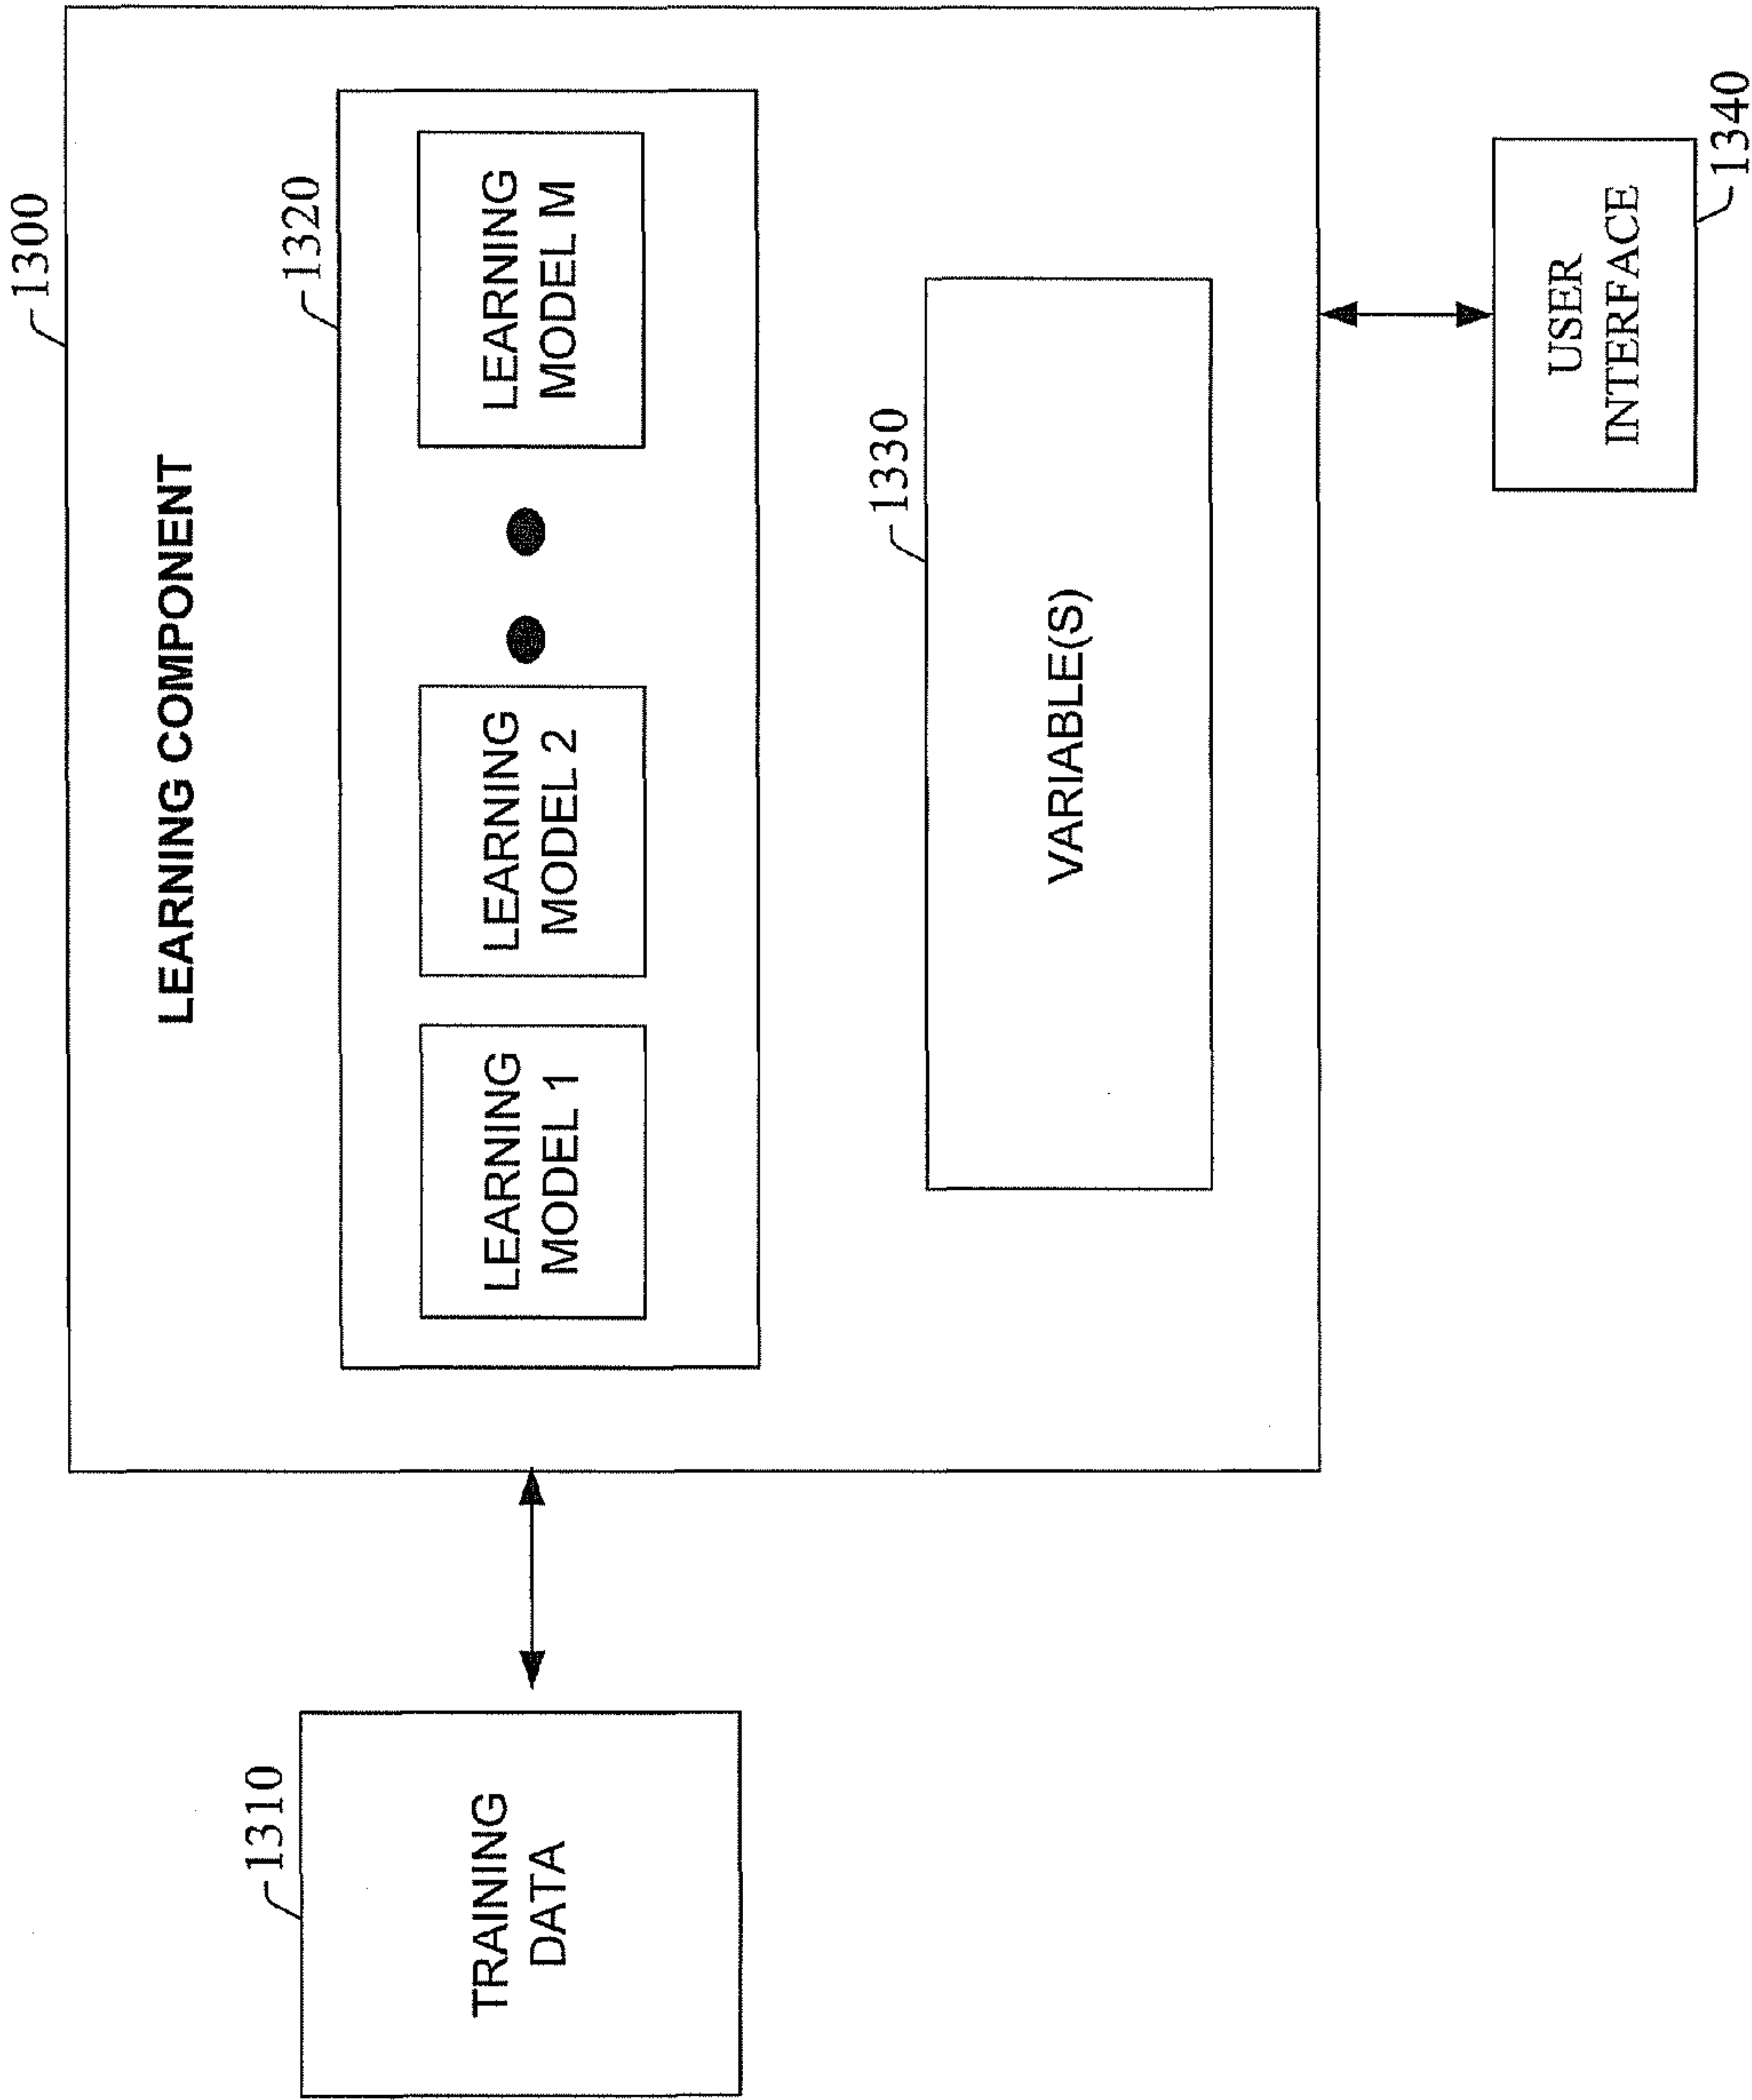 1300
LEARNING COMPONENT
1310
TRAINING
DATA
1320
LEARNING
MODEL 1
LEARNING
MODEL 2
LEARNING
MODEL M
1330
VARIABLE(S)
USER
INTERFACE
1340